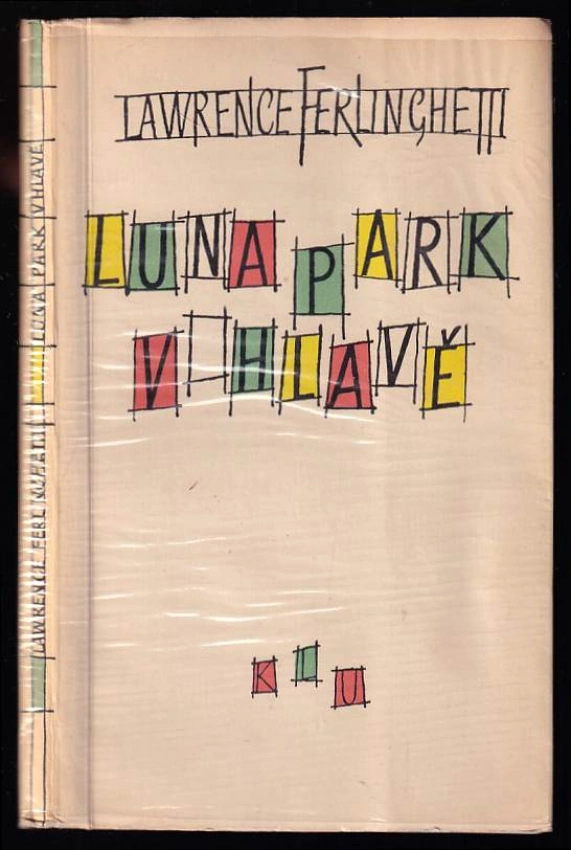 LAWRENCE FERLINGHETTI
LUNA PARK
V HLAVĚ
KLU
LAWRENCE FERLINGHETTI LUNA PARK V HLAVĚ